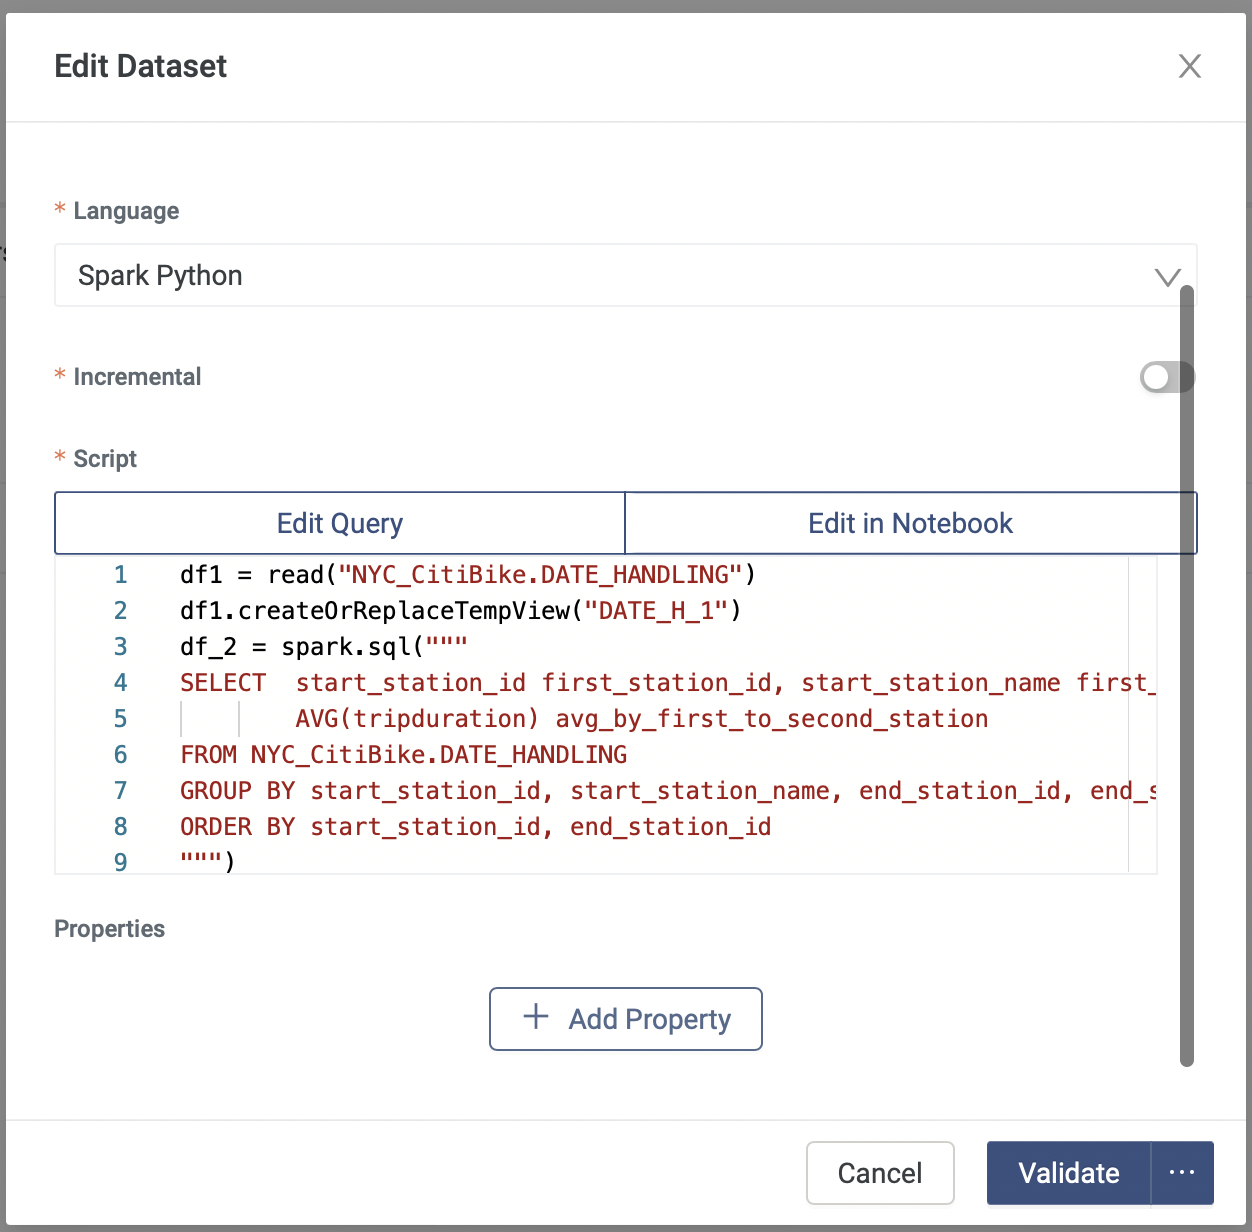 Edit Dataset
* Language
Spark Python
* Incremental
* Script
Edit Query
Edit in Notebook
1 df1 = read("NYC_CitiBike.DATE_HANDLING")
2 df1.createOrReplaceTempView("DATE_H_1")
3 df_2 = spark.sql("""
4 SELECT  start_station_id first_station_id, start_station_name first_
5         AVG(tripduration) avg_by_first_to_second_station
6 FROM NYC_CitiBike.DATE_HANDLING
7 GROUP BY start_station_id, start_station_name, end_station_id, end_s
8 ORDER BY start_station_id, end_station_id
9 """)
Properties
+ Add Property
Cancel
Validate
...